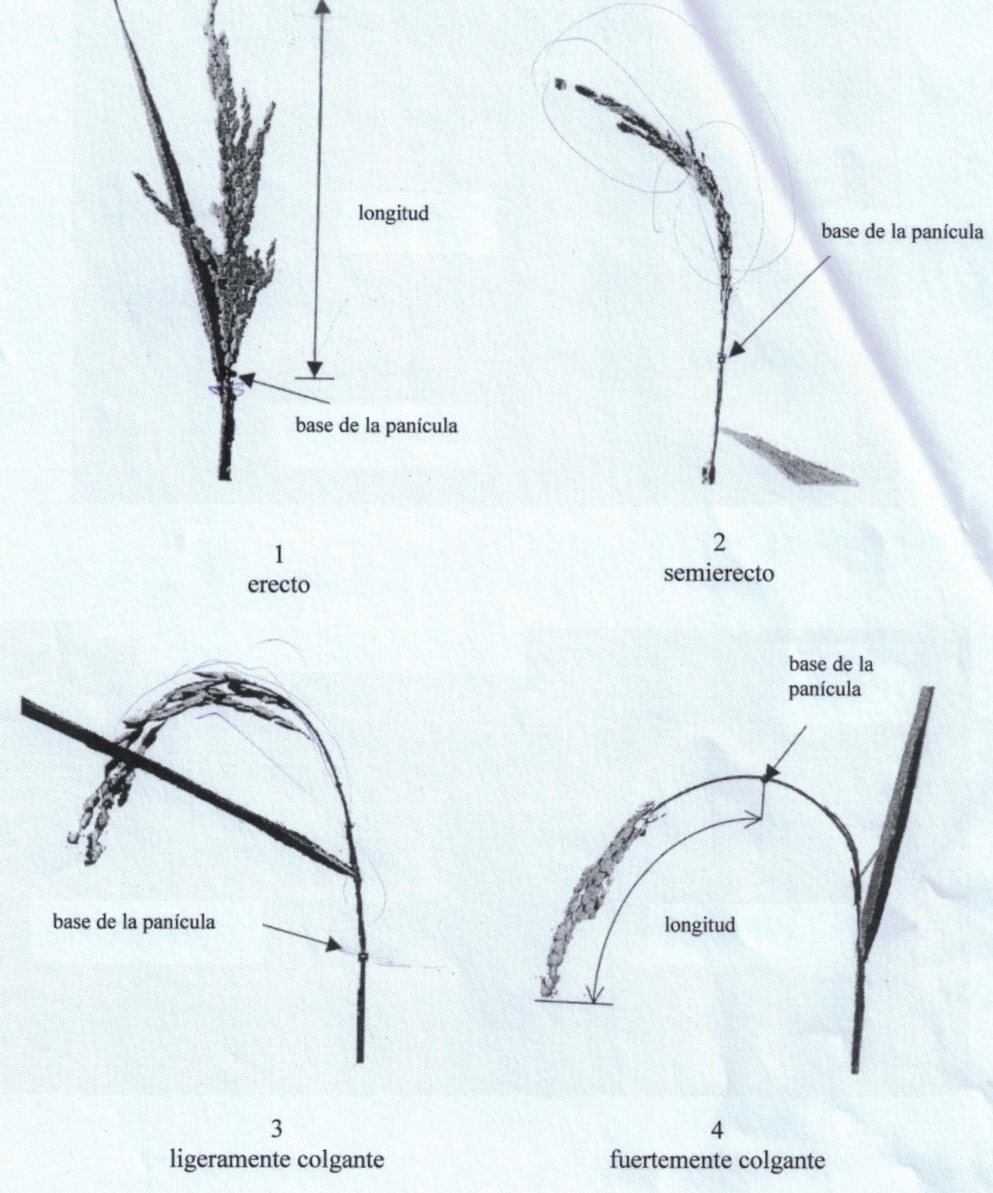 longitud
base de la panícula
base de la panícula
1
erecto
2
semierecto
base de la
panícula
base de la panícula
longitud
3
ligeramente colgante
4
fuertemente colgante